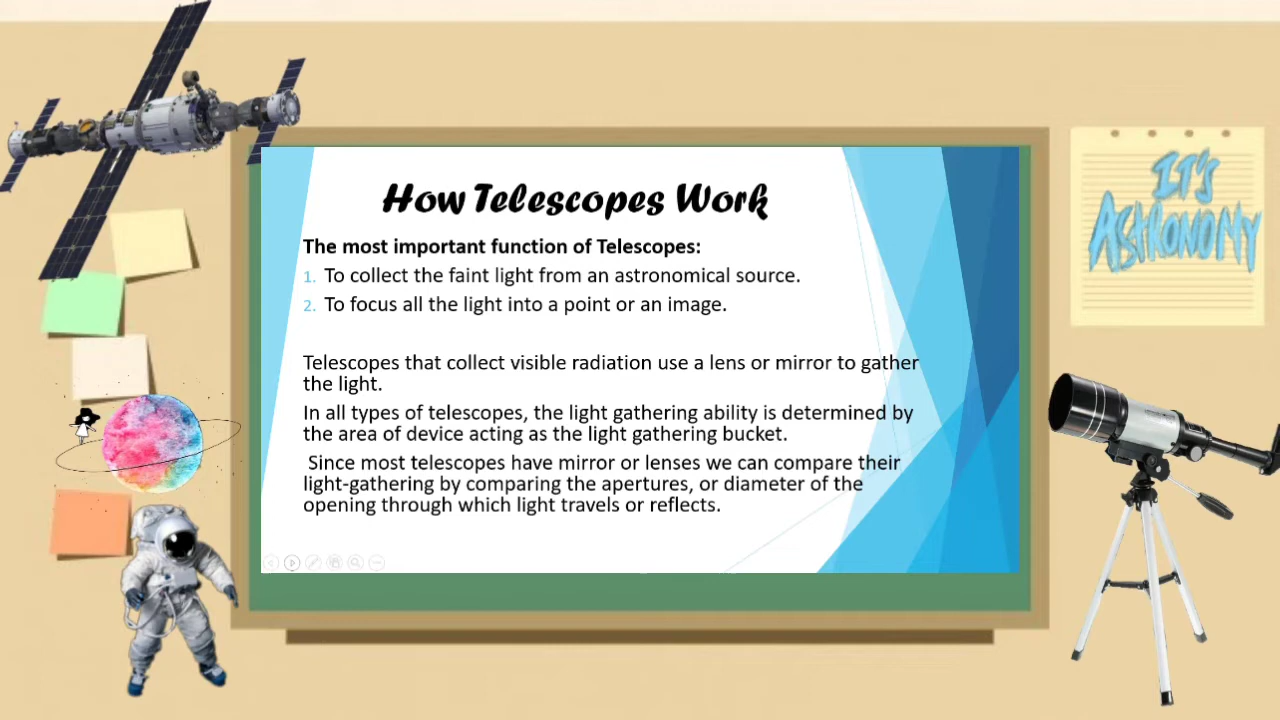 How Telescopes Work
The most important function of Telescopes:
1. To collect the faint light from an astronomical source.
2. To focus all the light into a point or an image.
Telescopes that collect visible radiation use a lens or mirror to gather
the light.
In all types of telescopes, the light gathering ability is determined by
the area of device acting as the light gathering bucket.
Since most telescopes have mirror or lenses we can compare their
light-gathering by comparing the apertures, or diameter of the
opening through which light travels or reflects.
IT'S
ASTRONOMY